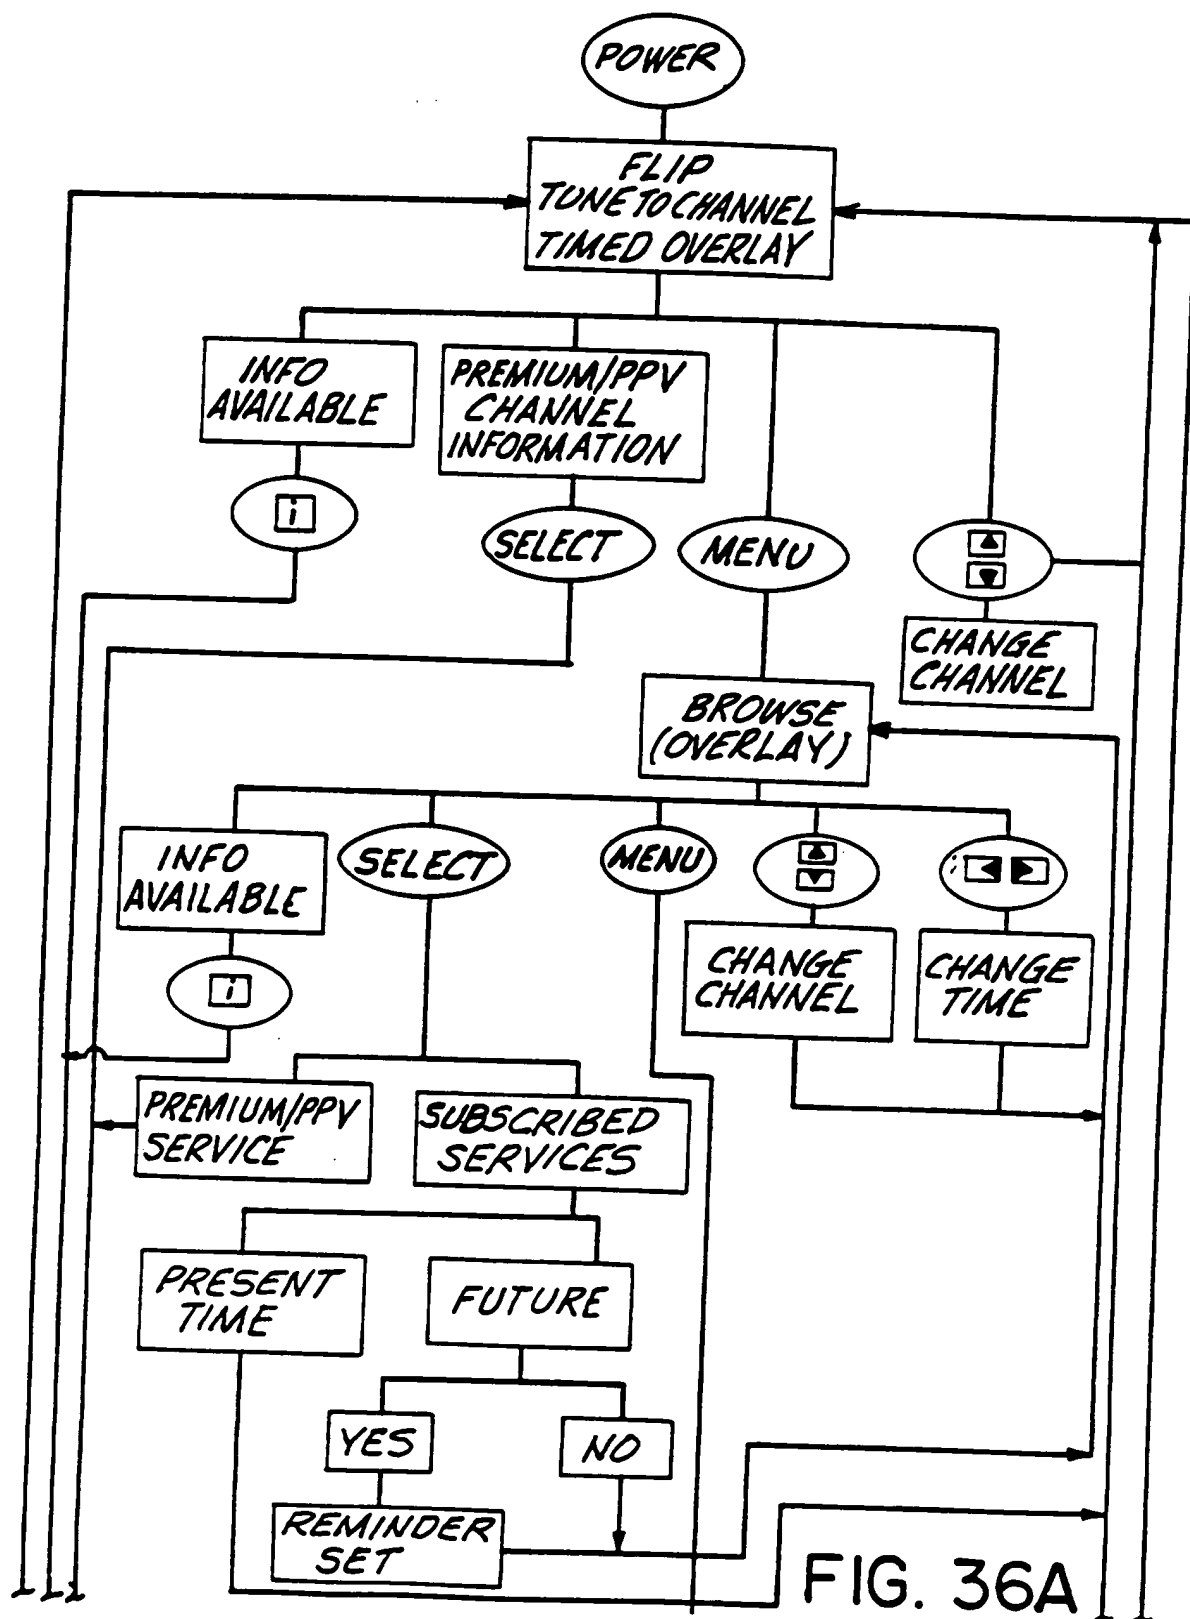 POWER
FLIP
TUNE TO CHANNEL
TIMED OVERLAY
INFO
AVAILABLE
PREMIUM/PPV
CHANNEL
INFORMATION
i
SELECT
MENU
CHANGE
CHANNEL
BROWSE
(OVERLAY)
INFO
AVAILABLE
SELECT
MENU
CHANGE
CHANNEL
CHANGE
TIME
i
PREMIUM/PPV
SERVICE
SUBSCRIBED
SERVICES
PRESENT
TIME
FUTURE
YES
NO
REMINDER
SET
FIG. 36A